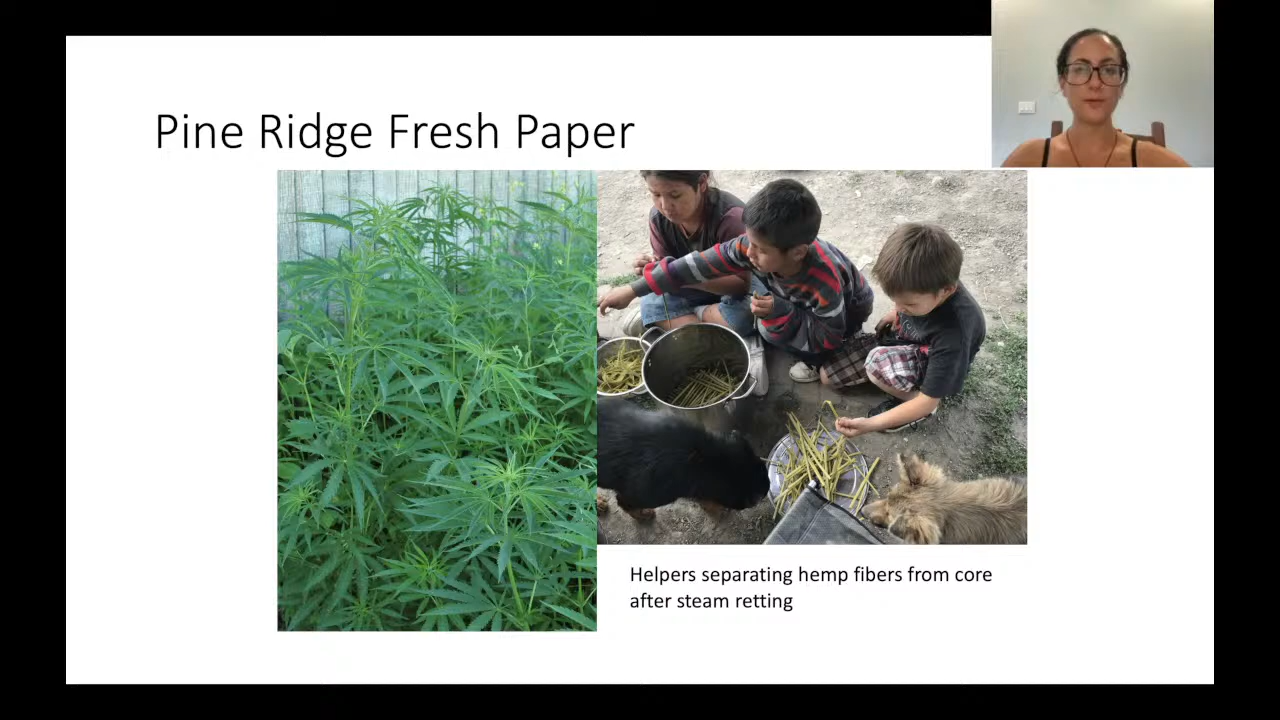 Pine Ridge Fresh Paper
Helpers separating hemp fibers from core
after steam retting